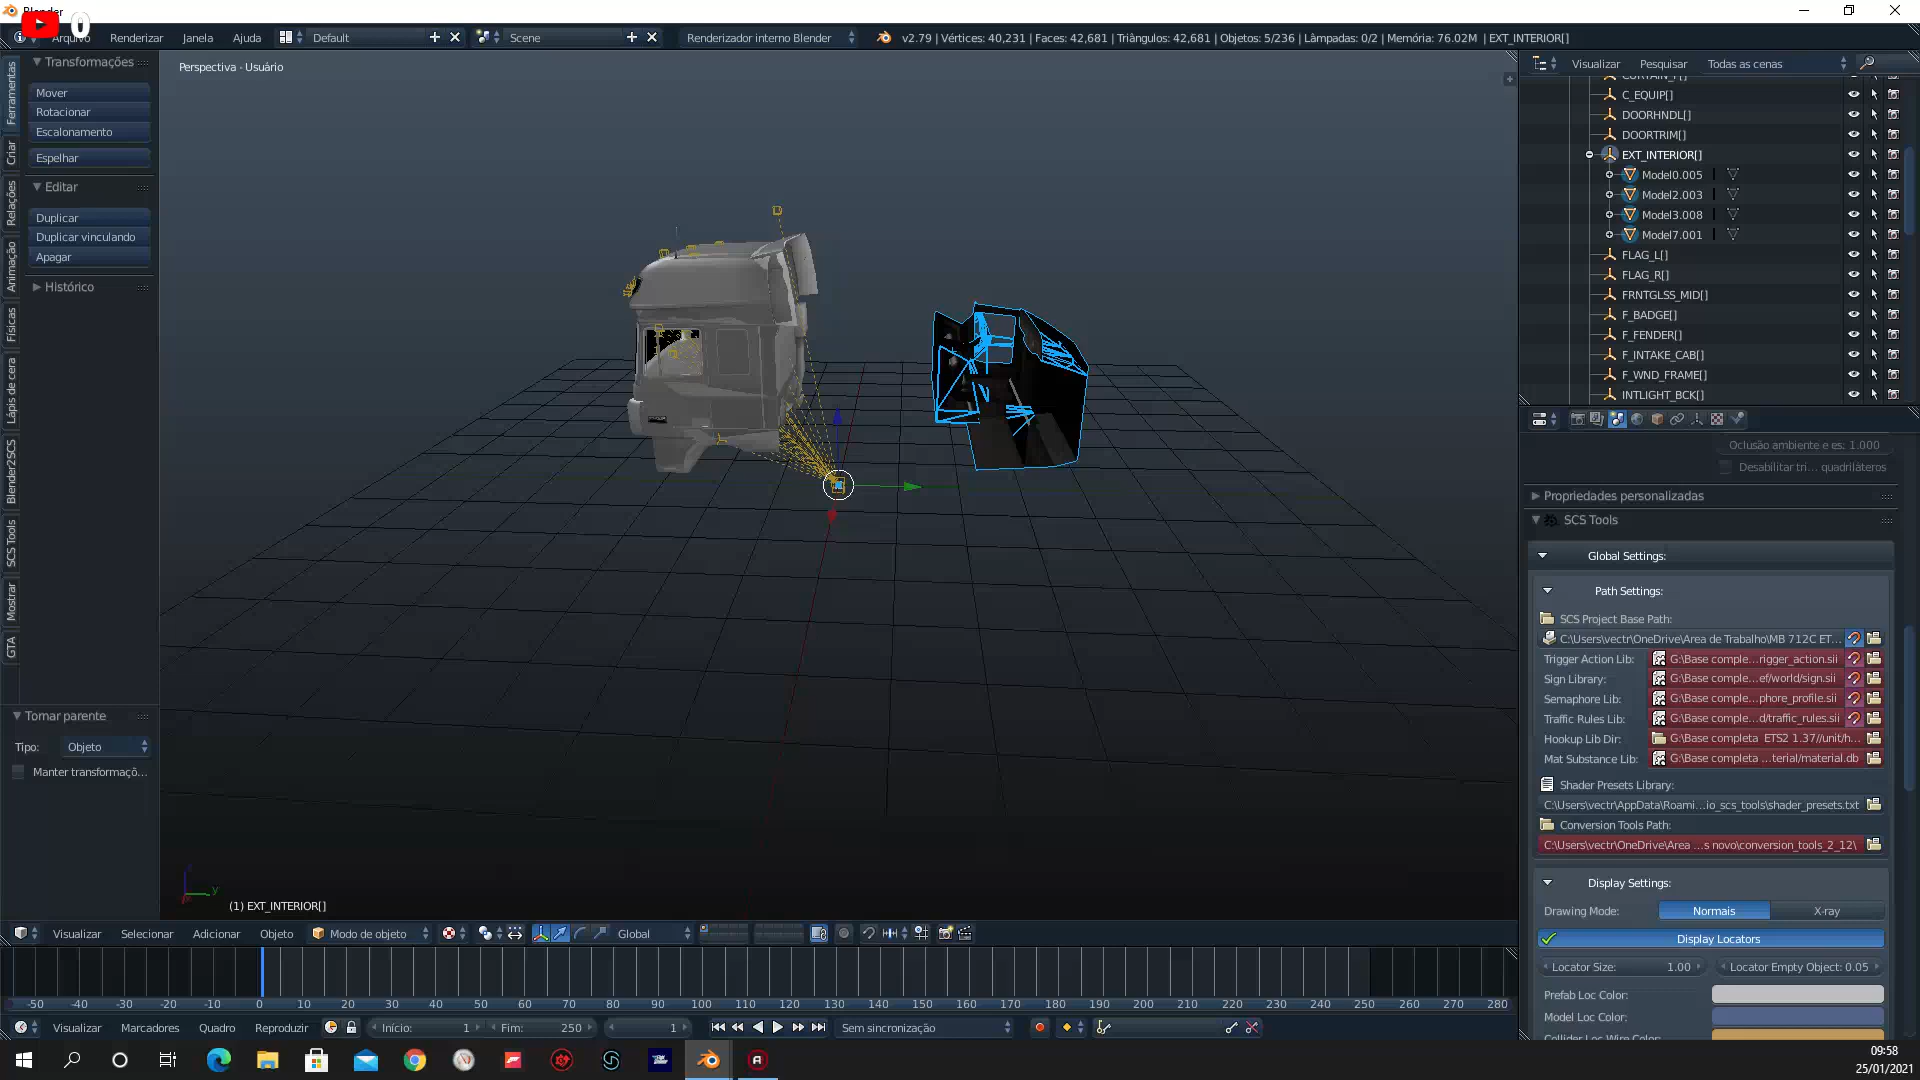 Blender
0
Arquivo Renderizar Janela Ajuda Default Scene Renderizador interno Blender v2.79 | Vértices: 40,231 | Faces: 42,681 | Triângulos: 42,681 | Objetos: 5/236 | Lâmpadas: 0/2 | Memória: 76.02M | EXT_INTERIOR[]
Ferramentas
Criar
Relações
Animação
Físicas
Lápis de cera
Blender2SCS
SCS Tools
Mostrar
GTA
Transformações
Mover
Rotacionar
Escalonamento
Espelhar
Editar
Duplicar
Duplicar vinculando
Apagar
Histórico
Tornar parente
Tipo: Objeto
Manter transformaçõ...
Perspectiva - Usuário
y
(1) EXT_INTERIOR[]
Visualizar Selecionar Adicionar Objeto Modo de objeto Global
Visualizar Pesquisar Todas as cenas
C_EQUIP[]
DOORHNDL[]
DOORTRIM[]
EXT_INTERIOR[]
Model0.005
Model2.003
Model3.008
Model7.001
FLAG_L[]
FLAG_R[]
FRNTGLSS_MID[]
F_BADGE[]
F_FENDER[]
F_INTAKE_CAB[]
F_WND_FRAME[]
INTLIGHT_BCK[]
Oclusão ambiente e es: 1.000
Desabilitar tri... quadriláteros
Propriedades personalizadas
SCS Tools
Global Settings:
Path Settings:
SCS Project Base Path:
C:\Users\vectr\OneDrive\Area de Trabalho\MB 712C ET...
Trigger Action Lib: G:\Base comple...rigger_action.sii
Sign Library: G:\Base comple...ef/world/sign.sii
Semaphore Lib: G:\Base comple...phore_profile.sii
Traffic Rules Lib: G:\Base comple...d/traffic_rules.sii
Hookup Lib Dir: G:\Base completa ETS2 1.37//unit/h...
Mat Substance Lib: G:\Base completa ...terial/material.db
Shader Presets Library:
C:\Users\vectr\AppData\Roami...io_scs_tools\shader_presets.txt
Conversion Tools Path:
C:\Users\vectr\OneDrive\Area ...s novo\conversion_tools_2_12\
Display Settings:
Drawing Mode: Normais X-ray
Display Locators
Locator Size: 1.00 Locator Empty Object: 0.05
Prefab Loc Color:
Model Loc Color:
Collider Loc Wire Color:
-50 -40 -30 -20 -10 0 10 20 30 40 50 60 70 80 90 100 110 120 130 140 150 160 170 180 190 200 210 220 230 240 250 260 270 280
Visualizar Marcadores Quadro Reproduzir Início: 1 Fim: 250 1 Sem sincronização
09:58
25/01/2021